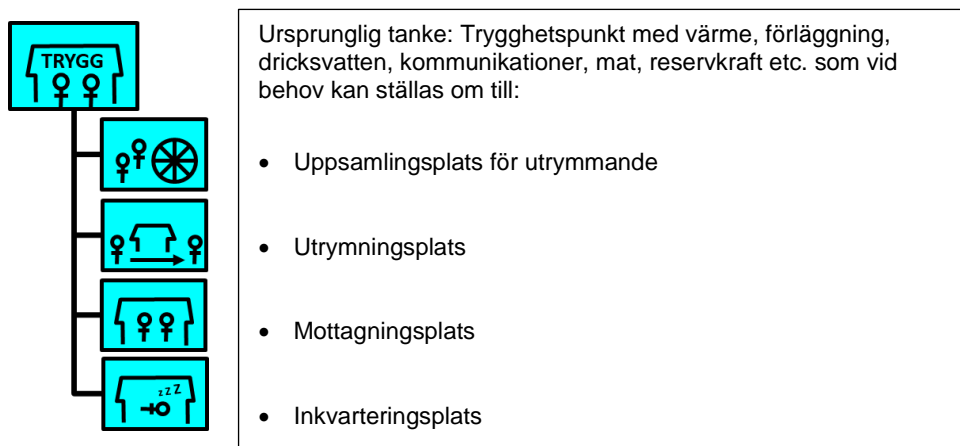 TRYGG
Ursprunglig tanke: Trygghetspunkt med värme, förläggning,
dricksvatten, kommunikationer, mat, reservkraft etc. som vid
behov kan ställas om till:
• Uppsamlingsplats för utrymmande
• Utrymningsplats
• Mottagningsplats
zzZ
• Inkvarteringsplats